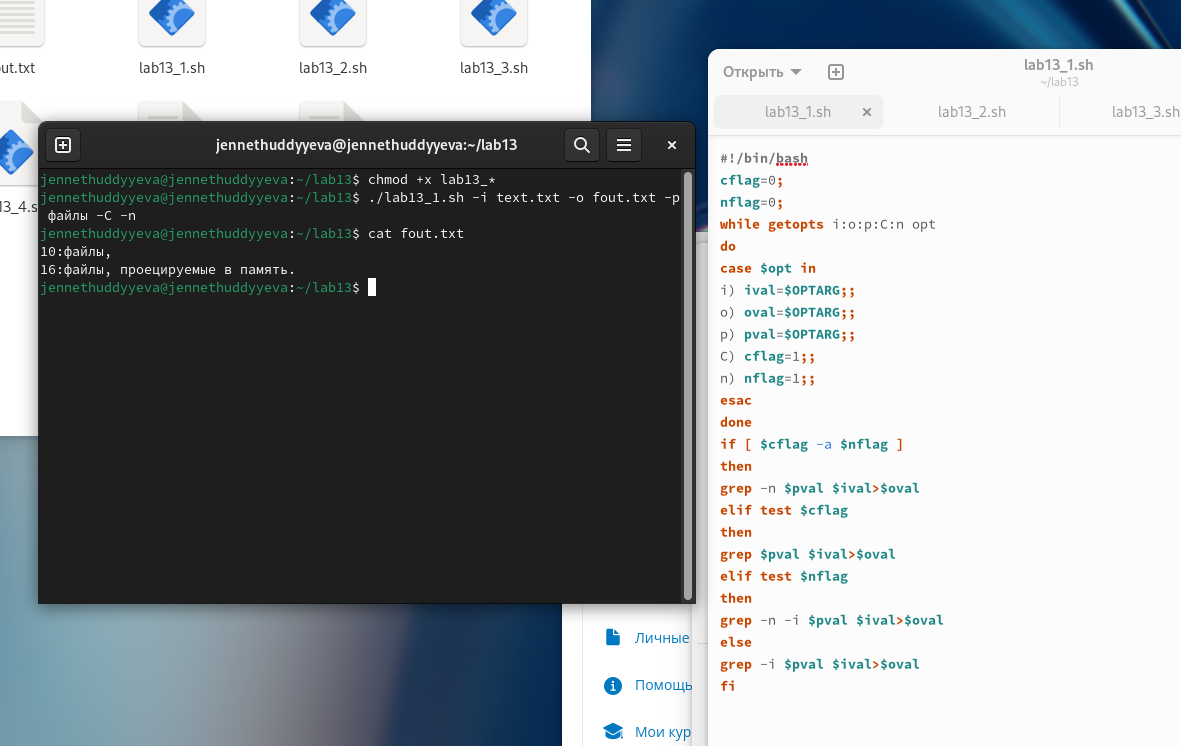 ut.txt
lab13_1.sh
lab13_2.sh
lab13_3.sh
13_4.s
jennethuddyyeva@jennethuddyyeva:~/lab13
jennethuddyyeva@jennethuddyyeva:~/lab13$ chmod +x lab13_*
jennethuddyyeva@jennethuddyyeva:~/lab13$ ./lab13_1.sh -i text.txt -o fout.txt -p
файлы -C -n
jennethuddyyeva@jennethuddyyeva:~/lab13$ cat fout.txt
10:файлы,
16:файлы, проецируемые в память.
jennethuddyyeva@jennethuddyyeva:~/lab13$
Личные
Помощь
Мои кур
Открыть
lab13_1.sh
~/lab13
lab13_1.sh
lab13_2.sh
lab13_3.sh
#!/bin/bash
cflag=0;
nflag=0;
while getopts i:o:p:C:n opt
do
case $opt in
i) ival=$OPTARG;;
o) oval=$OPTARG;;
p) pval=$OPTARG;;
C) cflag=1;;
n) nflag=1;;
esac
done
if [ $cflag -a $nflag ]
then
grep -n $pval $ival>$oval
elif test $cflag
then
grep $pval $ival>$oval
elif test $nflag
then
grep -n -i $pval $ival>$oval
else
grep -i $pval $ival>$oval
fi